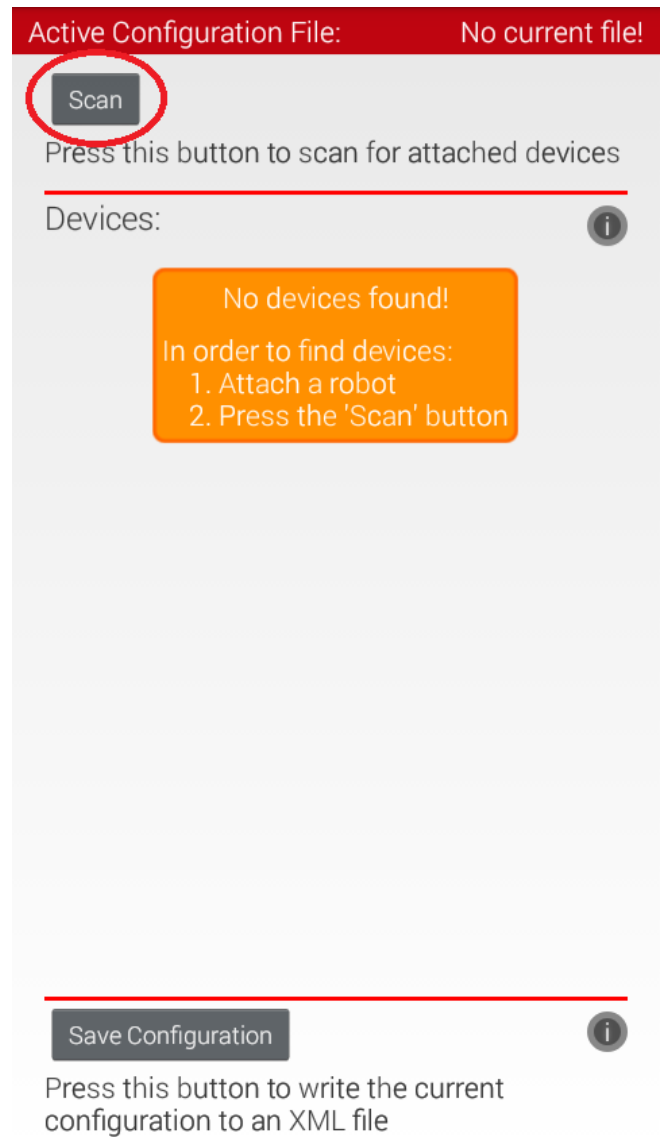 Active Configuration File: No current file!
Scan
Press this button to scan for attached devices
Devices:
No devices found!
In order to find devices:
1. Attach a robot
2. Press the 'Scan' button
Save Configuration
Press this button to write the current
configuration to an XML file